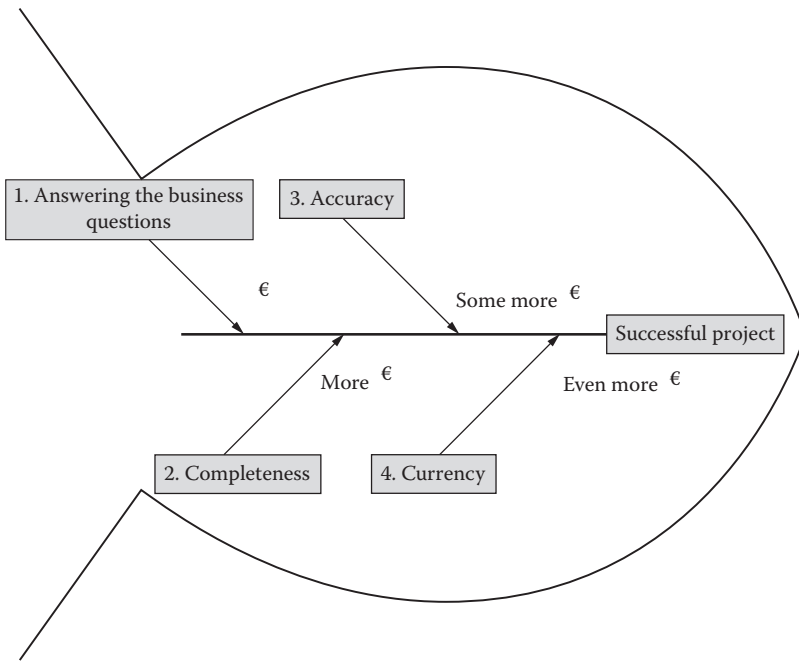 1. Answering the business
questions
3. Accuracy
€
Some more €
Successful project
More €
Even more €
2. Completeness
4. Currency